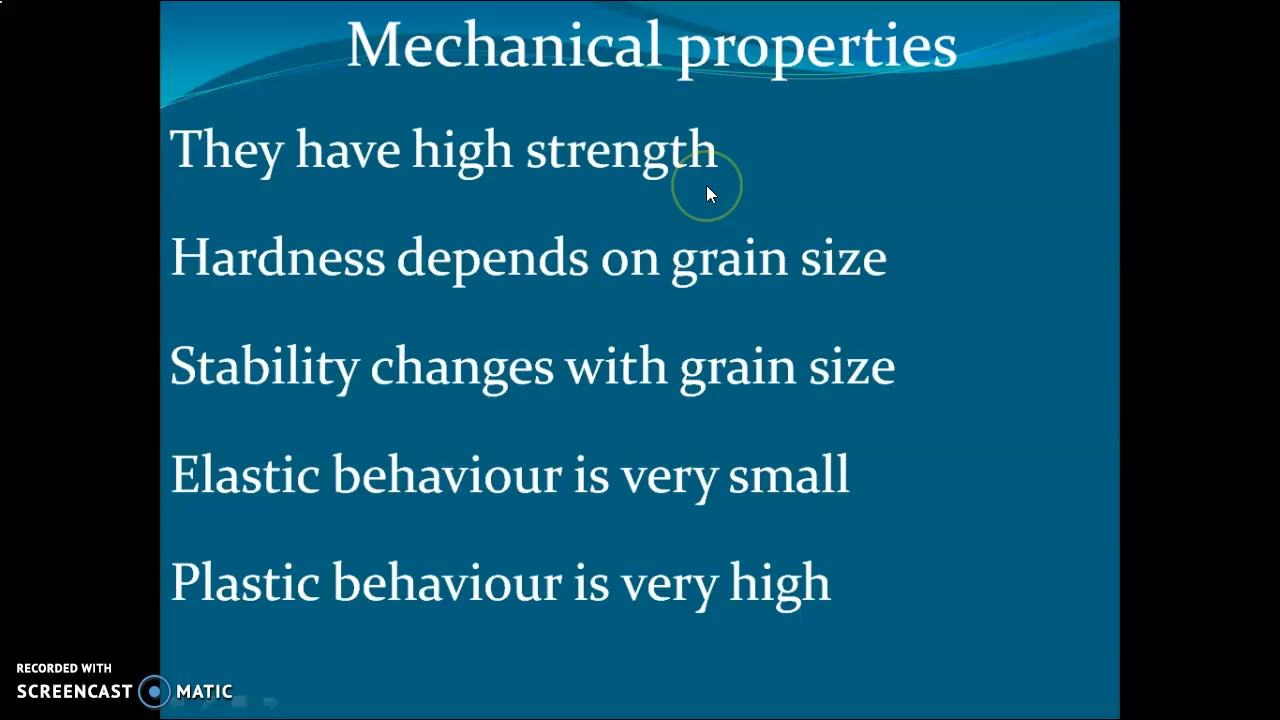 Mechanical properties
They have high strength
Hardness depends on grain size
Stability changes with grain size
Elastic behaviour is very small
Plastic behaviour is very high
RECORDED WITH
SCREENCAST MATIC